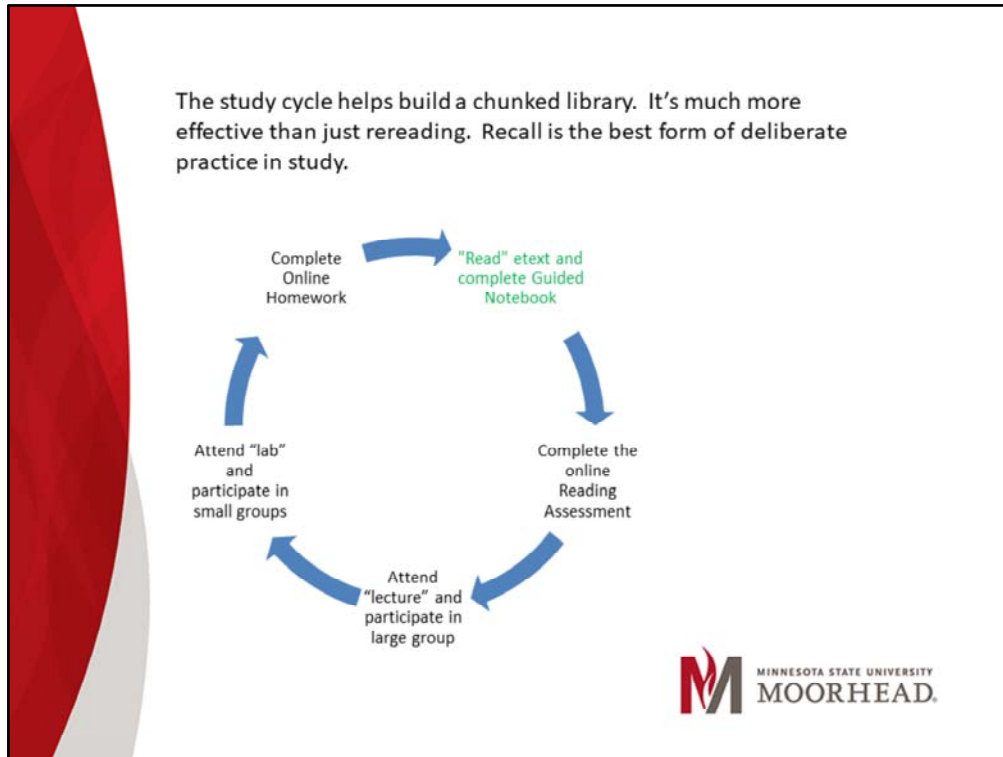 The study cycle helps build a chunked library.  It's much more
effective than just rereading.  Recall is the best form of deliberate
practice in study.
Complete
Online
Homework
"Read" etext and
complete Guided
Notebook
Complete the
online
Reading
Assessment
Attend
“lecture” and
participate in
large group
Attend “lab”
and
participate in
small groups
MINNESOTA STATE UNIVERSITY
MOORHEAD®